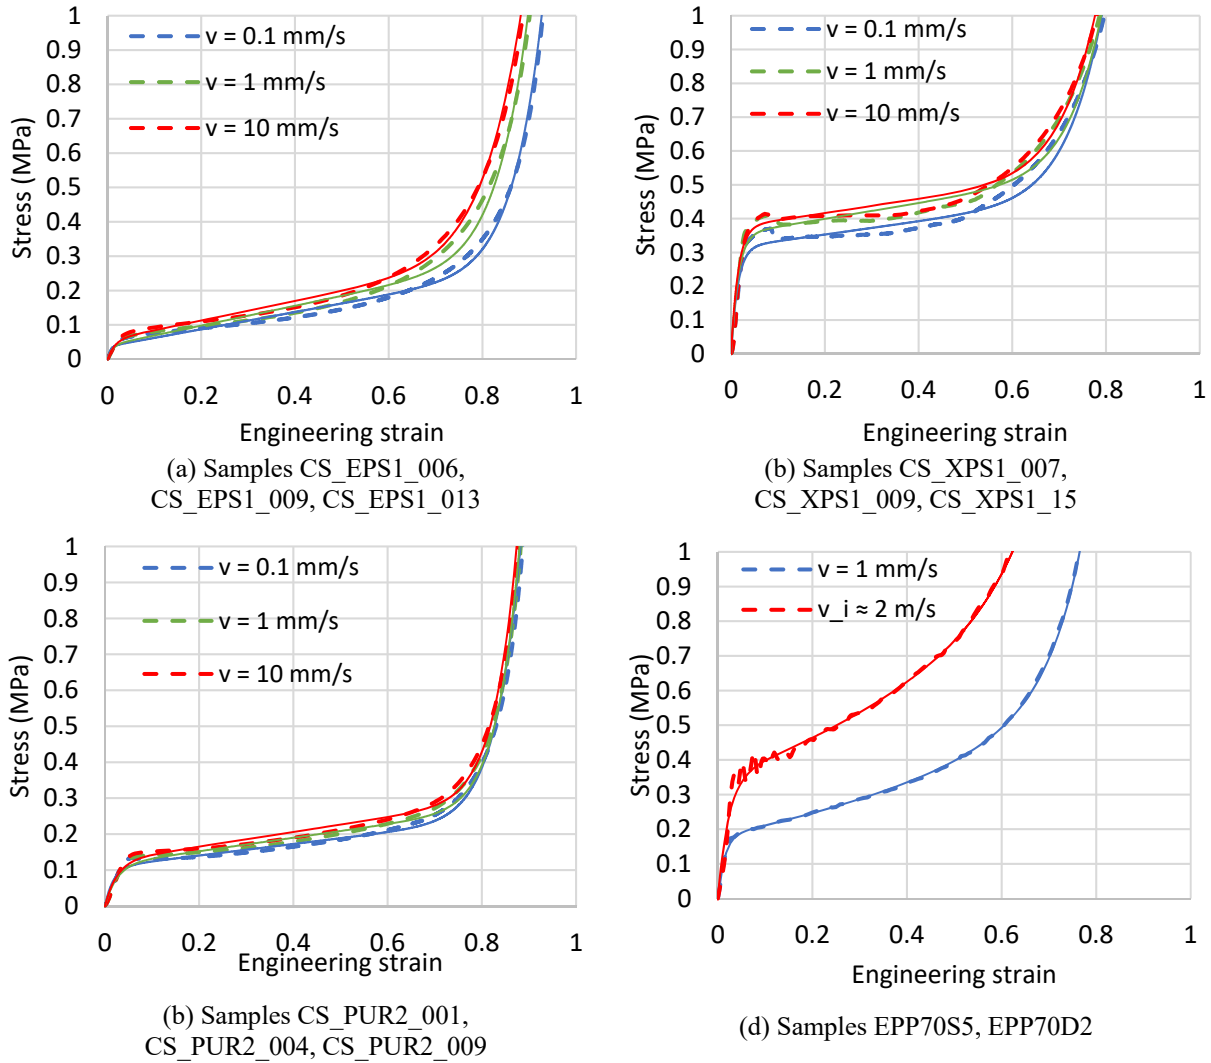 1
0.9
0.8
0.7
0.6
0.5
0.4
0.3
0.2
0.1
0
Stress (MPa)
v = 0.1 mm/s
v = 1 mm/s
v = 10 mm/s
0 0.2 0.4 0.6 0.8 1
Engineering strain
(a) Samples CS_EPS1_006,
CS_EPS1_009, CS_EPS1_013
1
0.9
0.8
0.7
0.6
0.5
0.4
0.3
0.2
0.1
0
Stress (MPa)
v = 0.1 mm/s
v = 1 mm/s
v = 10 mm/s
0 0.2 0.4 0.6 0.8 1
Engineering strain
(b) Samples CS_XPS1_007,
CS_XPS1_009, CS_XPS1_15
1
0.9
0.8
0.7
0.6
0.5
0.4
0.3
0.2
0.1
0
Stress (MPa)
v = 0.1 mm/s
v = 1 mm/s
v = 10 mm/s
0 0.2 0.4 0.6 0.8 1
Engineering strain
(b) Samples CS_PUR2_001,
CS_PUR2_004, CS_PUR2_009
1
0.9
0.8
0.7
0.6
0.5
0.4
0.3
0.2
0.1
0
Stress (MPa)
v = 1 mm/s
v_i ≈ 2 m/s
0 0.2 0.4 0.6 0.8 1
Engineering strain
(d) Samples EPP70S5, EPP70D2